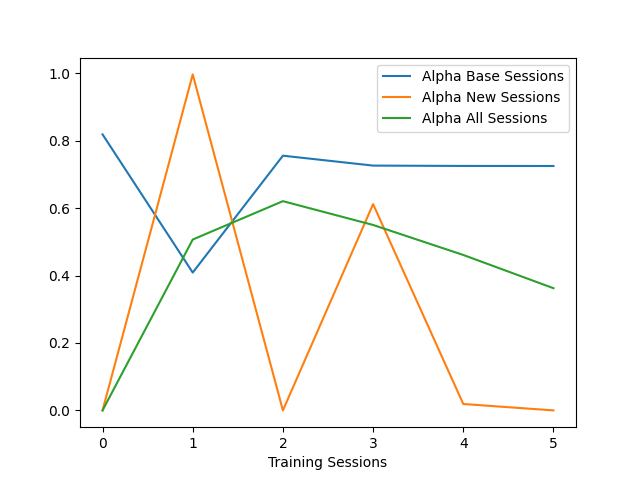 Alpha Base Sessions
Alpha New Sessions
Alpha All Sessions
1.0
0.8
0.6
0.4
0.2
0.0
0 1 2 3 4 5
Training Sessions